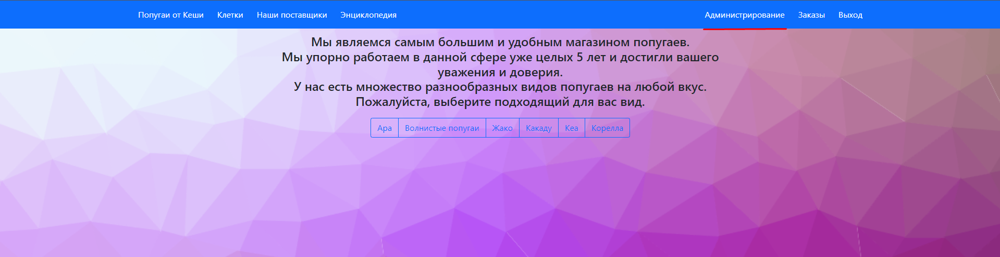 Попугаи от Кеши Клетки Наши поставщики Энциклопедия Администрирование Заказы Выход
Мы являемся самым большим и удобным магазином попугаев.
Мы упорно работаем в данной сфере уже целых 5 лет и достигли вашего
уважения и доверия.
У нас есть множество разнообразных видов попугаев на любой вкус.
Пожалуйста, выберите подходящий для вас вид.
Ара Волнистые попугаи Жако Какаду Кеа Корелла